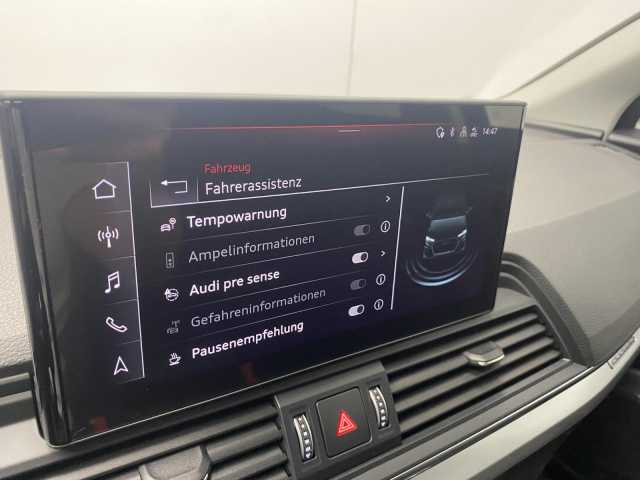 14:47
Fahrzeug
Fahrerassistenz
Tempowarnung
Ampelinformationen
Audi pre sense
Gefahreninformationen
Pausenempfehlung